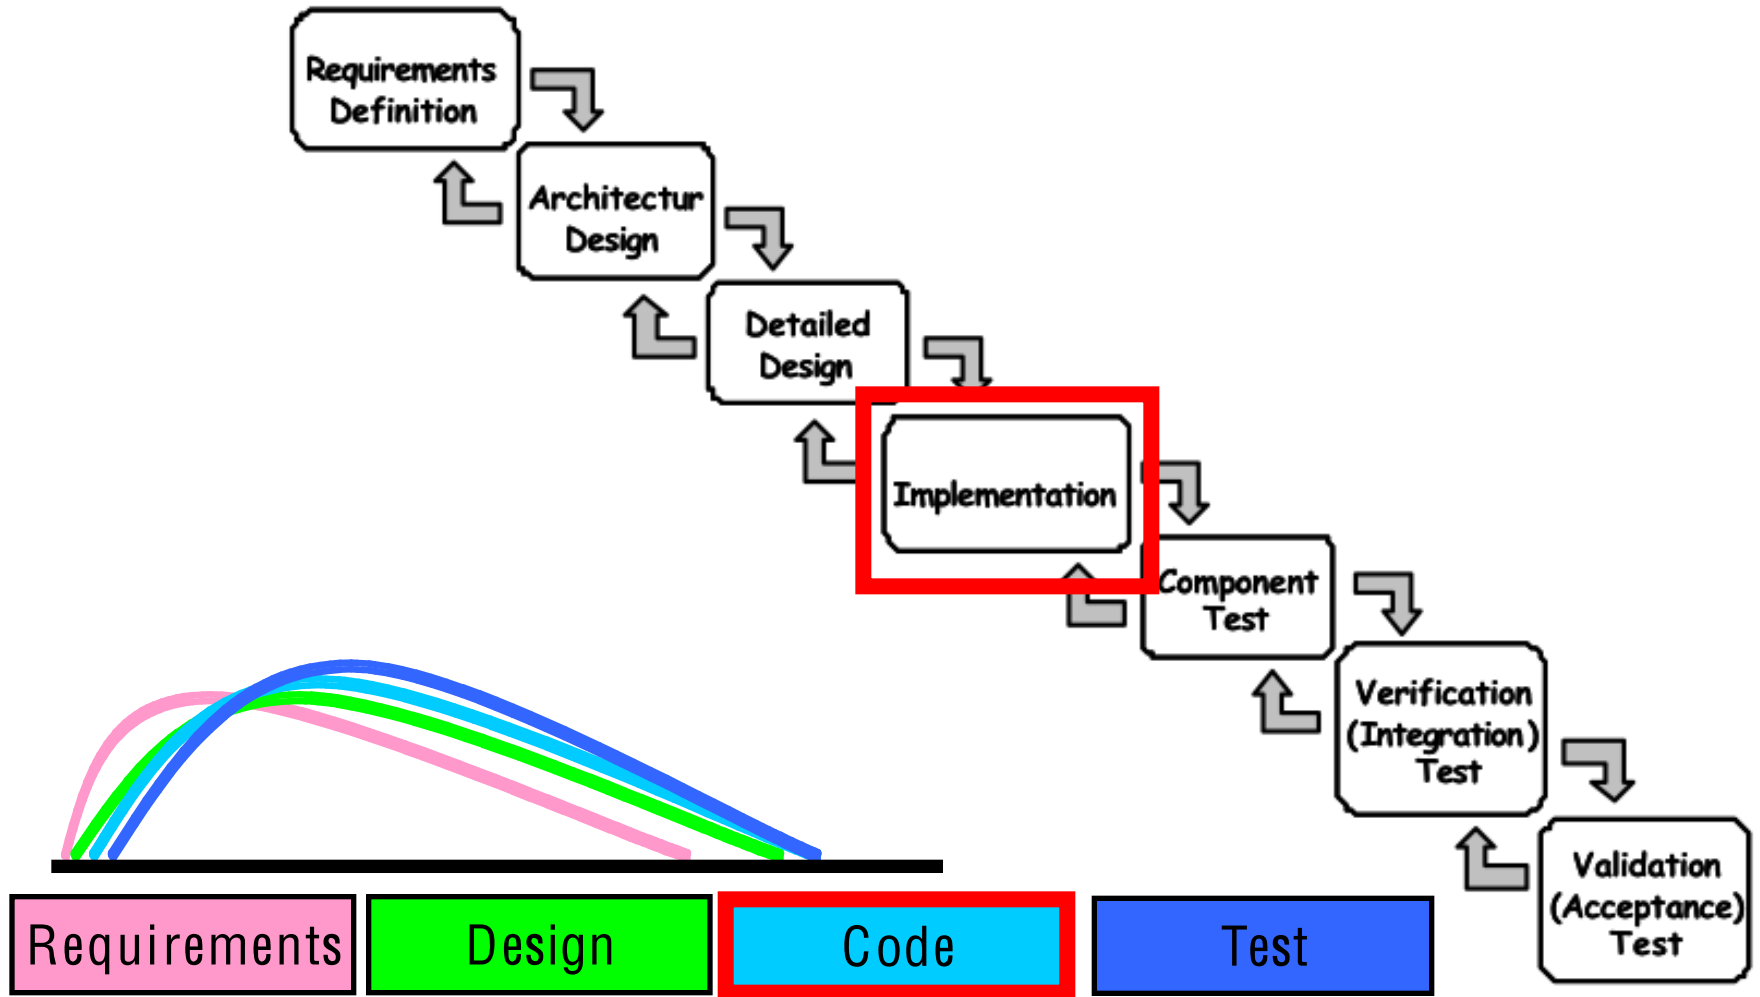 Requirements
Definition
Architectur
Design
Detailed
Design
Implementation
Component
Test
Verification
(Integration)
Test
Validation
(Acceptance)
Test
Requirements
Design
Code
Test